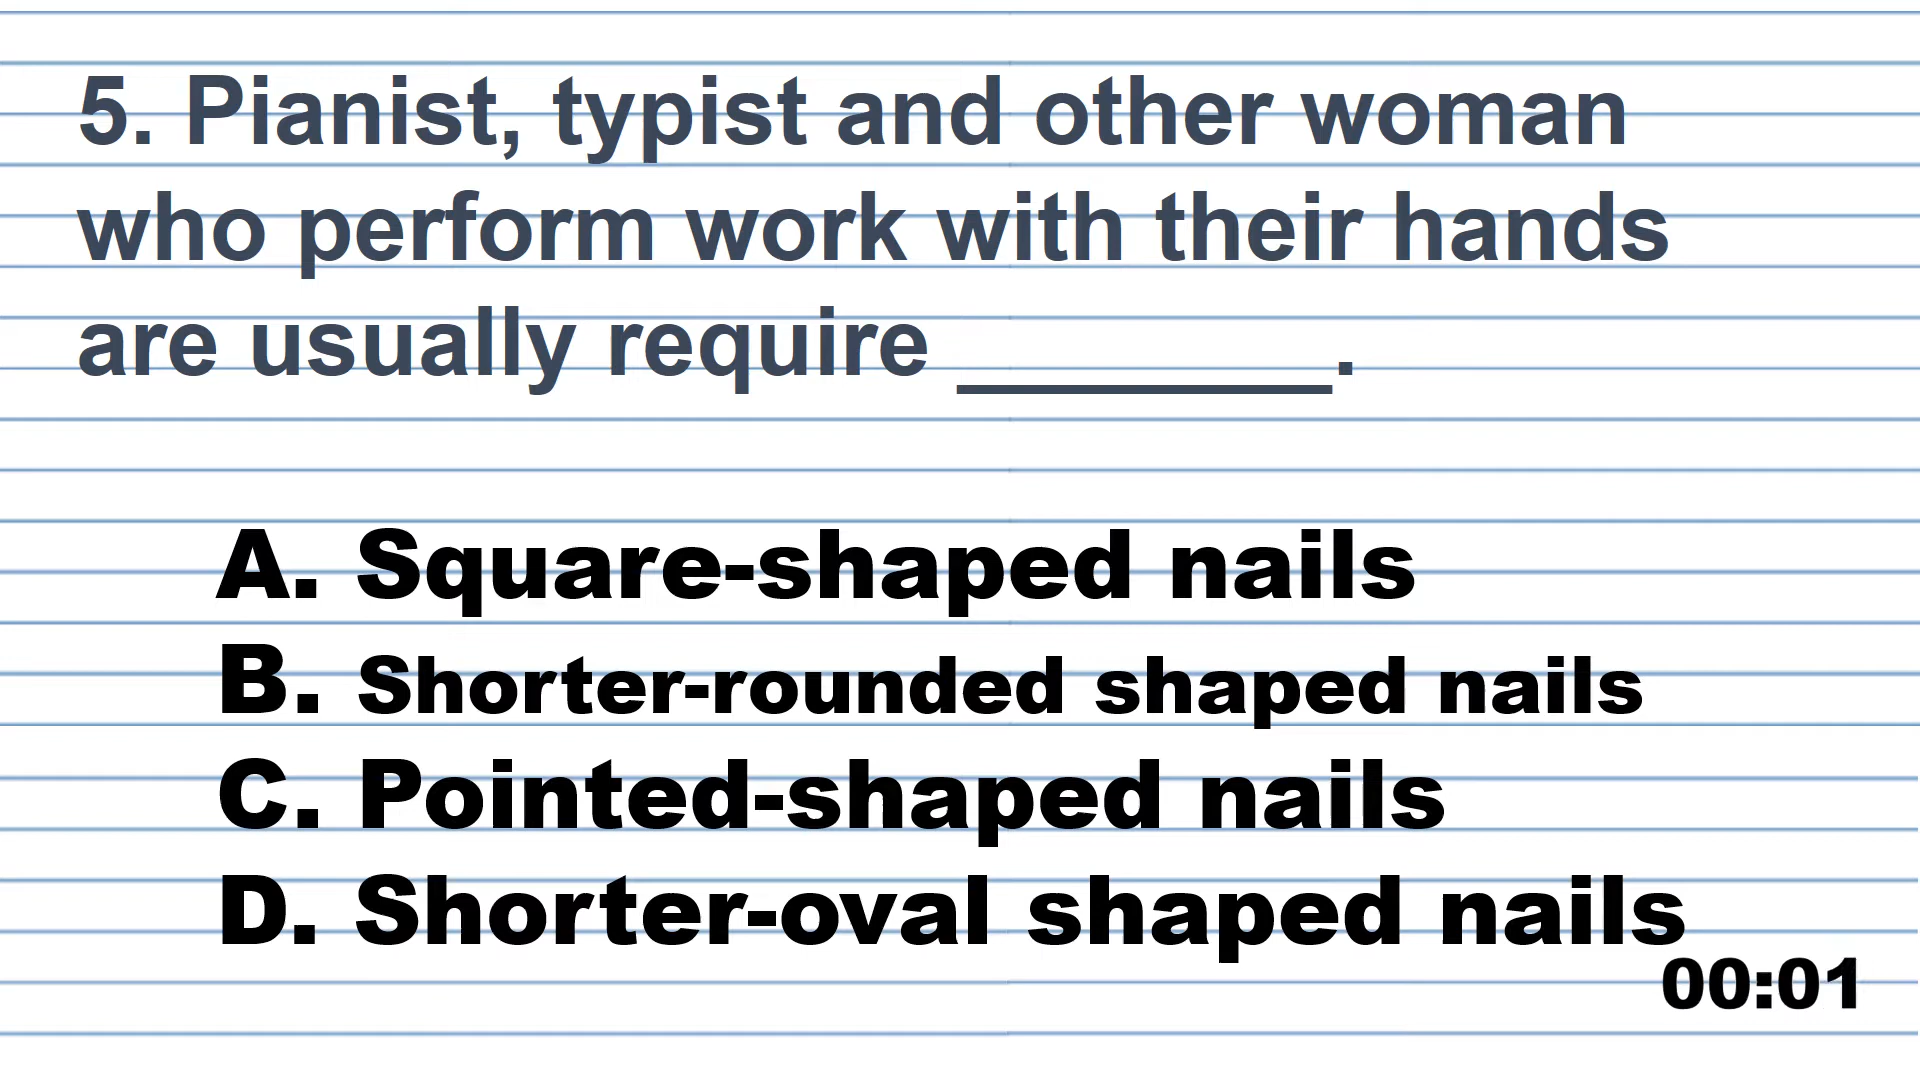 5. Pianist, typist and other woman
who perform work with their hands
are usually require ________.
A. Square-shaped nails
B. Shorter-rounded shaped nails
C. Pointed-shaped nails
D. Shorter-oval shaped nails
00:01